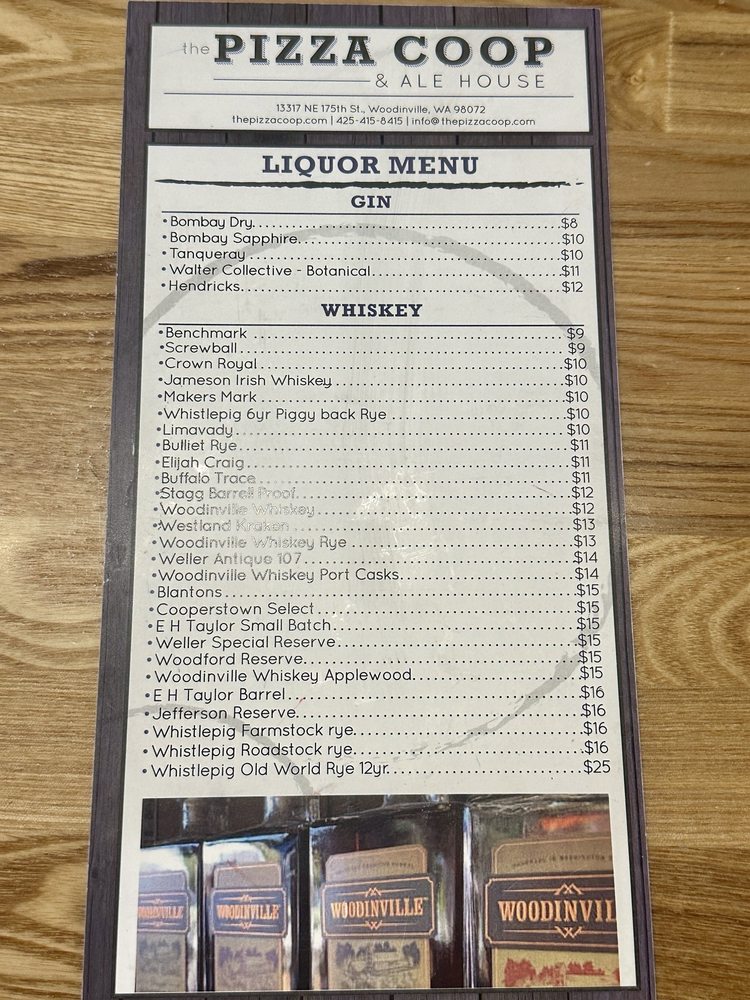 the PIZZA COOP
& ALE HOUSE
13317 NE 175th St., Woodinville, WA 98072
thepizzacoop.com | 425-415-8415 | info@thepizzacoop.com
LIQUOR MENU
GIN
•Bombay Dry $8
•Bombay Sapphire $10
•Tanqueray $10
•Walter Collective - Botanical $11
•Hendricks $12
WHISKEY
•Benchmark $9
•Screwball $9
•Crown Royal $10
•Jameson Irish Whiskey $10
•Makers Mark $10
•Whistlepig 6yr Piggy back Rye $10
•Limavady $10
•Bulliet Rye $11
•Elijah Craig $11
•Buffalo Trace $11
•Stagg Barrell Proof $12
•Woodinville Whiskey $12
•Westland Kraken $13
•Woodinville Whiskey Rye $13
•Weller Antique 107 $14
•Woodinville Whiskey Port Casks $14
•Blantons $15
•Cooperstown Select $15
•E H Taylor Small Batch $15
•Weller Special Reserve $15
•Woodford Reserve $15
•Woodinville Whiskey Applewood $15
•E H Taylor Barrel $16
•Jefferson Reserve $16
•Whistlepig Farmstock rye $16
•Whistlepig Roadstock rye $16
•Whistlepig Old World Rye 12yr $25
WOODINVILLE
WOODINVILLE
WOODINVILLE
WOODINVIL